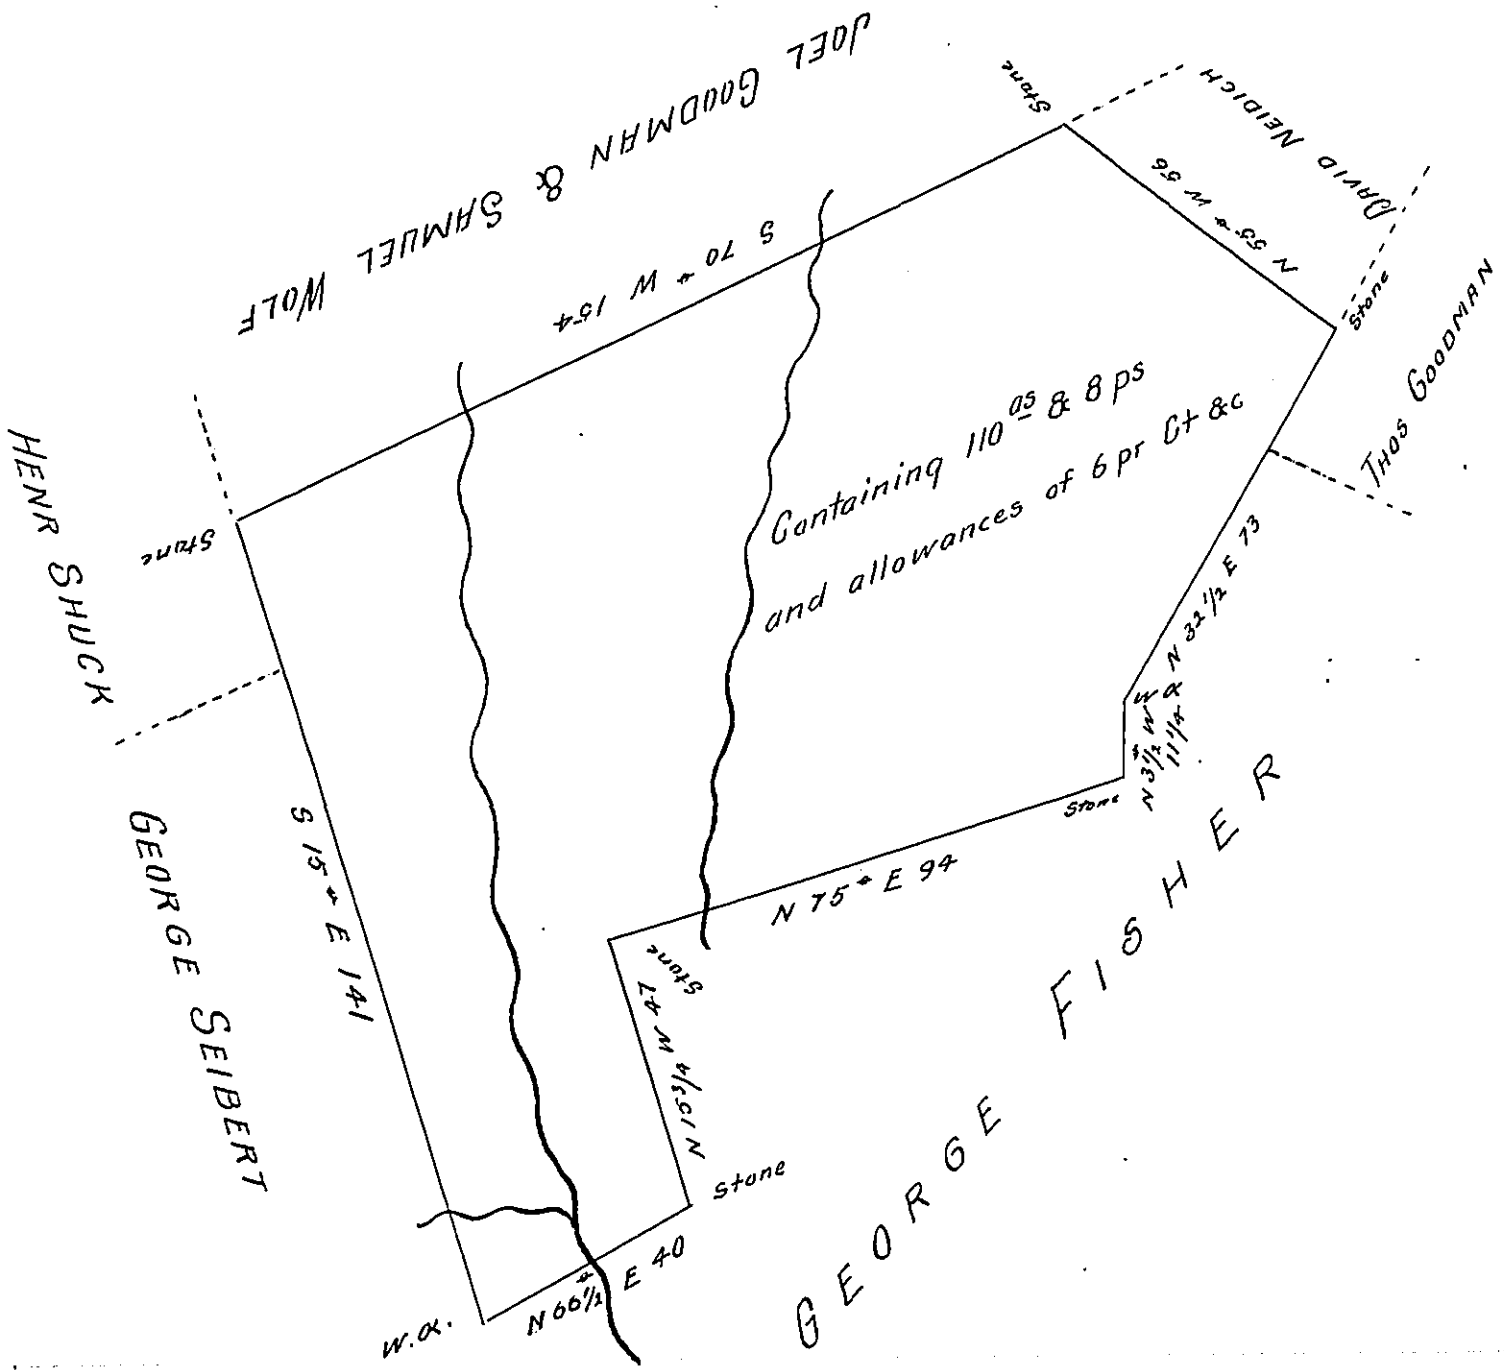 JOEL GOODMAN & SAMUEL WOLF
Stone
DAVID NEIDICH
N 55° W 56
S 70° W 154
Stone
THOS GOODMAN
HENR SHUCK
Stone
Containing 110 as & 8 ps
and allowances of 6 pr Ct &c
N 32 1/2 E 73
W α
N 3 1/2° W
11 1/4
Stone
GEORGE SEIBERT
S 15° E 141
N 75° E 94
Stone
N 15 3/4 W 47
Stone
GEORGE FISHER
N 66 1/2° E 40
W.α.